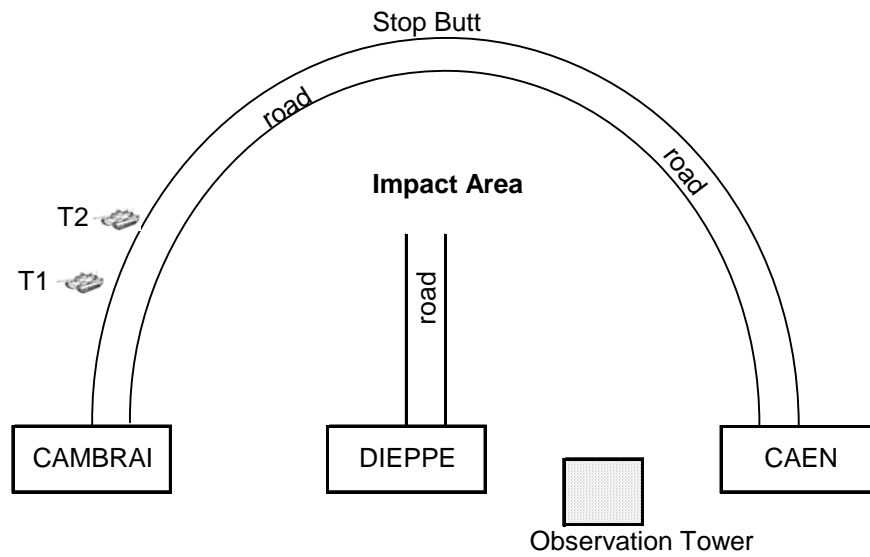 Stop Butt
road
road
Impact Area
T2
T1
road
CAMBRAI
DIEPPE
CAEN
Observation Tower